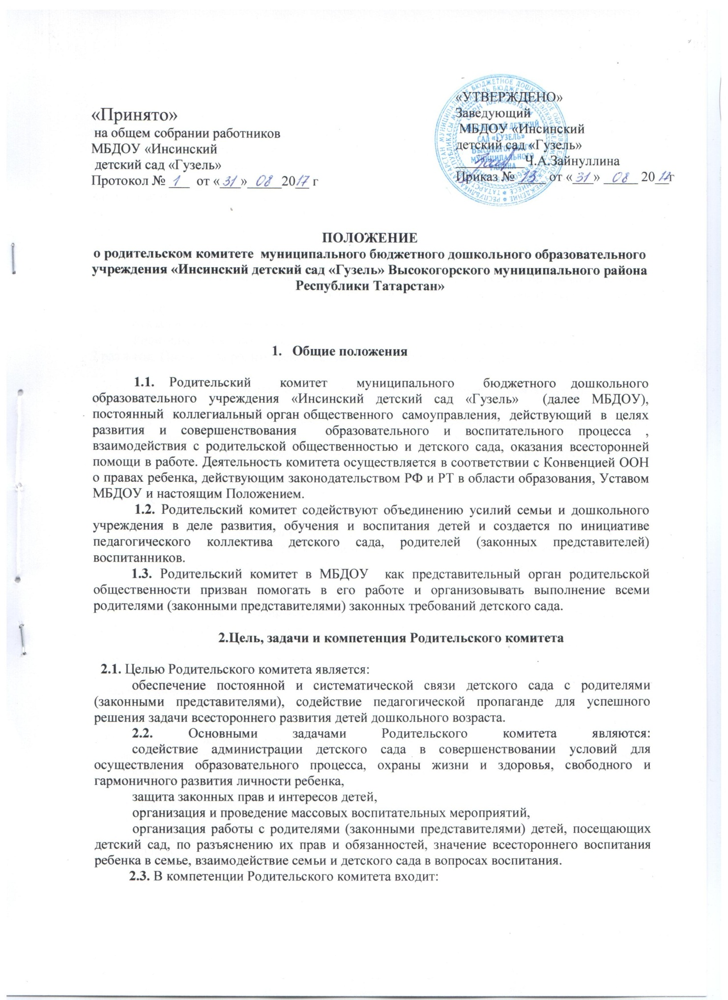 «Принято»
на общем собрании работников
МБДОУ «Инсинский
детский сад «Гузель»
Протокол № 1 от «31» 08 2017 г
«УТВЕРЖДЕНО»
Заведующий
МБДОУ «Инсинский
детский сад «Гузель»
Ч.А.Зайнуллина
Приказ № 13 от «31» 08 2017г
ПОЛОЖЕНИЕ
о родительском комитете муниципального бюджетного дошкольного образовательного
учреждения «Инсинский детский сад «Гузель» Высокогорского муниципального района
Республики Татарстан»
1. Общие положения
1.1. Родительский комитет муниципального бюджетного дошкольного
образовательного учреждения «Инсинский детский сад «Гузель» (далее МБДОУ),
постоянный коллегиальный орган общественного самоуправления, действующий в целях
развития и совершенствования образовательного и воспитательного процесса ,
взаимодействия с родительской общественностью и детского сада, оказания всесторонней
помощи в работе. Деятельность комитета осуществляется в соответствии с Конвенцией ООН
о правах ребенка, действующим законодательством РФ и РТ в области образования, Уставом
МБДОУ и настоящим Положением.
1.2. Родительский комитет содействуют объединению усилий семьи и дошкольного
учреждения в деле развития, обучения и воспитания детей и создается по инициативе
педагогического коллектива детского сада, родителей (законных представителей)
воспитанников.
1.3. Родительский комитет в МБДОУ как представительный орган родительской
общественности призван помогать в его работе и организовывать выполнение всеми
родителями (законными представителями) законных требований детского сада.
2.Цель, задачи и компетенция Родительского комитета
2.1. Целью Родительского комитета является:
обеспечение постоянной и систематической связи детского сада с родителями
(законными представителями), содействие педагогической пропаганде для успешного
решения задачи всестороннего развития детей дошкольного возраста.
2.2. Основными задачами Родительского комитета являются:
содействие администрации детского сада в совершенствовании условий для
осуществления образовательного процесса, охраны жизни и здоровья, свободного и
гармоничного развития личности ребенка,
защита законных прав и интересов детей,
организация и проведение массовых воспитательных мероприятий,
организация работы с родителями (законными представителями) детей, посещающих
детский сад, по разъяснению их прав и обязанностей, значение всестороннего воспитания
ребенка в семье, взаимодействие семьи и детского сада в вопросах воспитания.
2.3. В компетенции Родительского комитета входит: